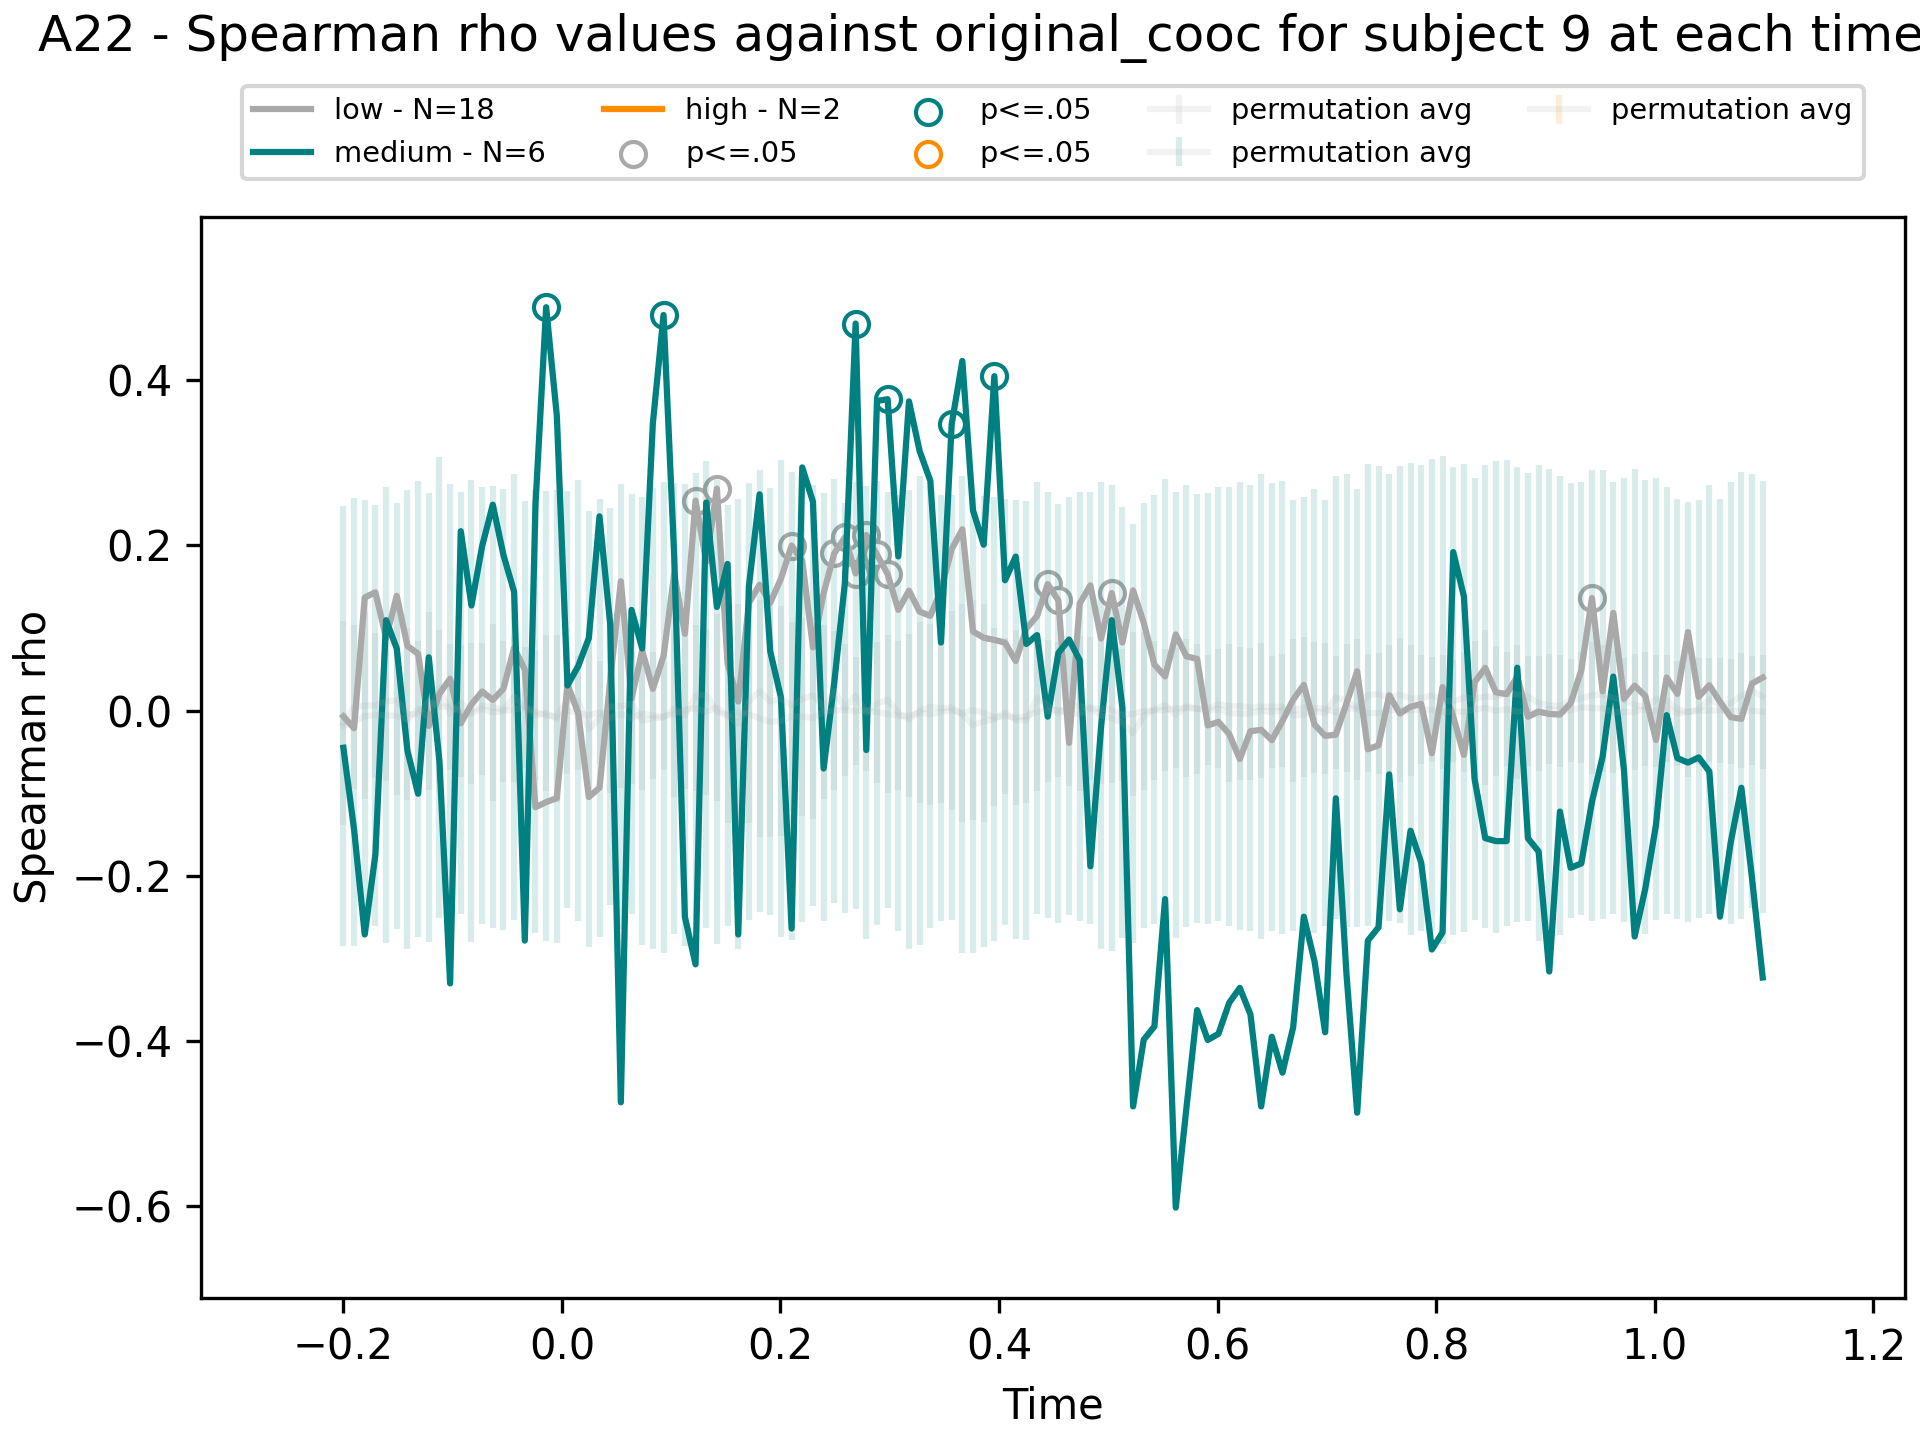 A22 - Spearman rho values against original_cooc for subject 9 at each time
low - N=18
medium - N=6
high - N=2
p<=.05
p<=.05
p<=.05
permutation avg
permutation avg
permutation avg
Spearman rho
0.4
0.2
0.0
−0.2
−0.4
−0.6
−0.2
0.0
0.2
0.4
0.6
0.8
1.0
1.2
Time